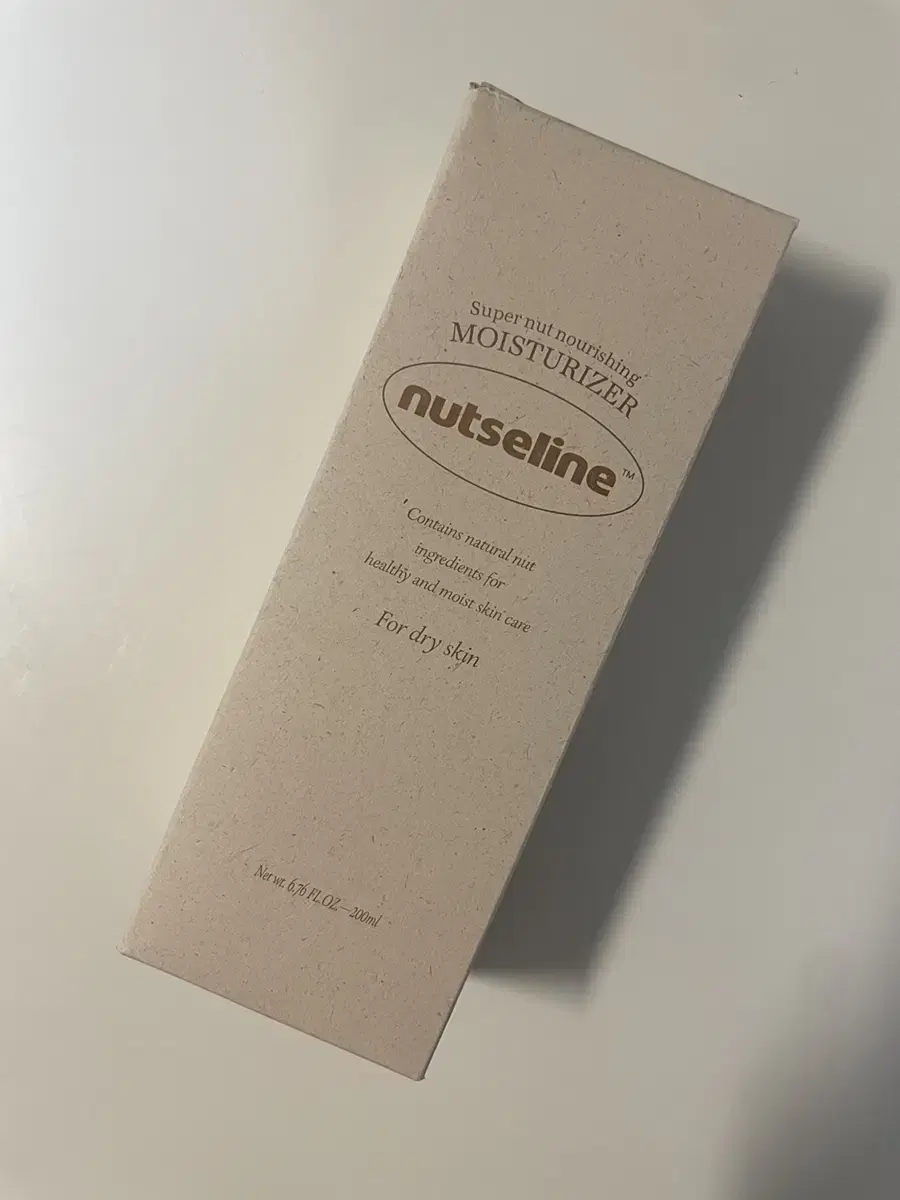 Super nut nourishing
MOISTURIZER
nutseline™
Contains natural nut
ingredients for
healthy and moist skin care
For dry skin
Net wt. 6.76 FL.OZ—200ml